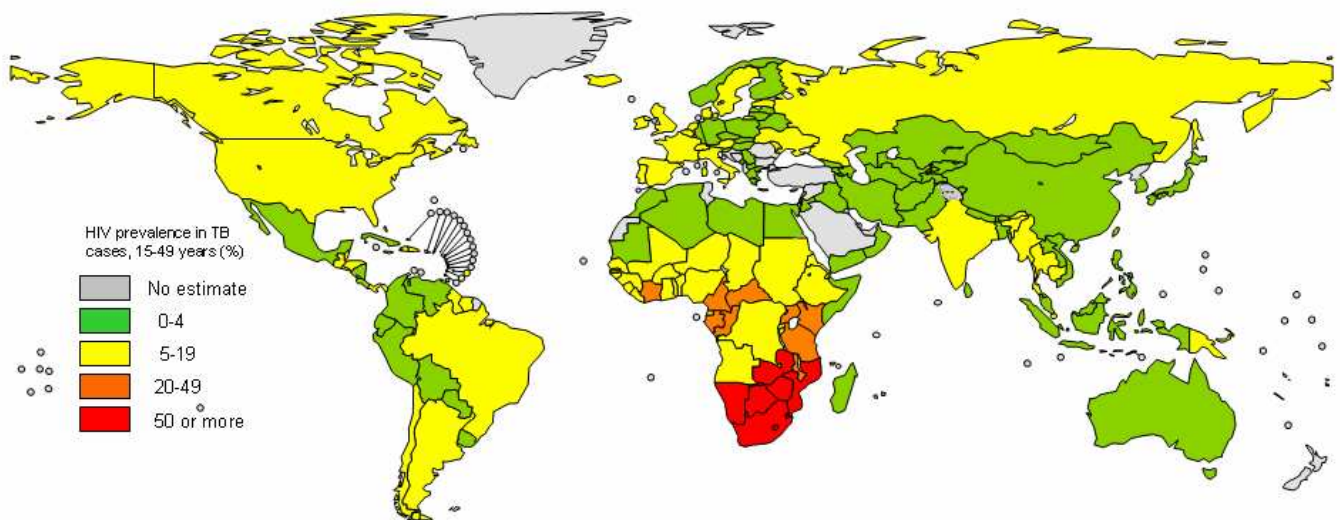 HIV prevalence in TB
cases, 15-49 years (%)
No estimate
0-4
5-19
20-49
50 or more